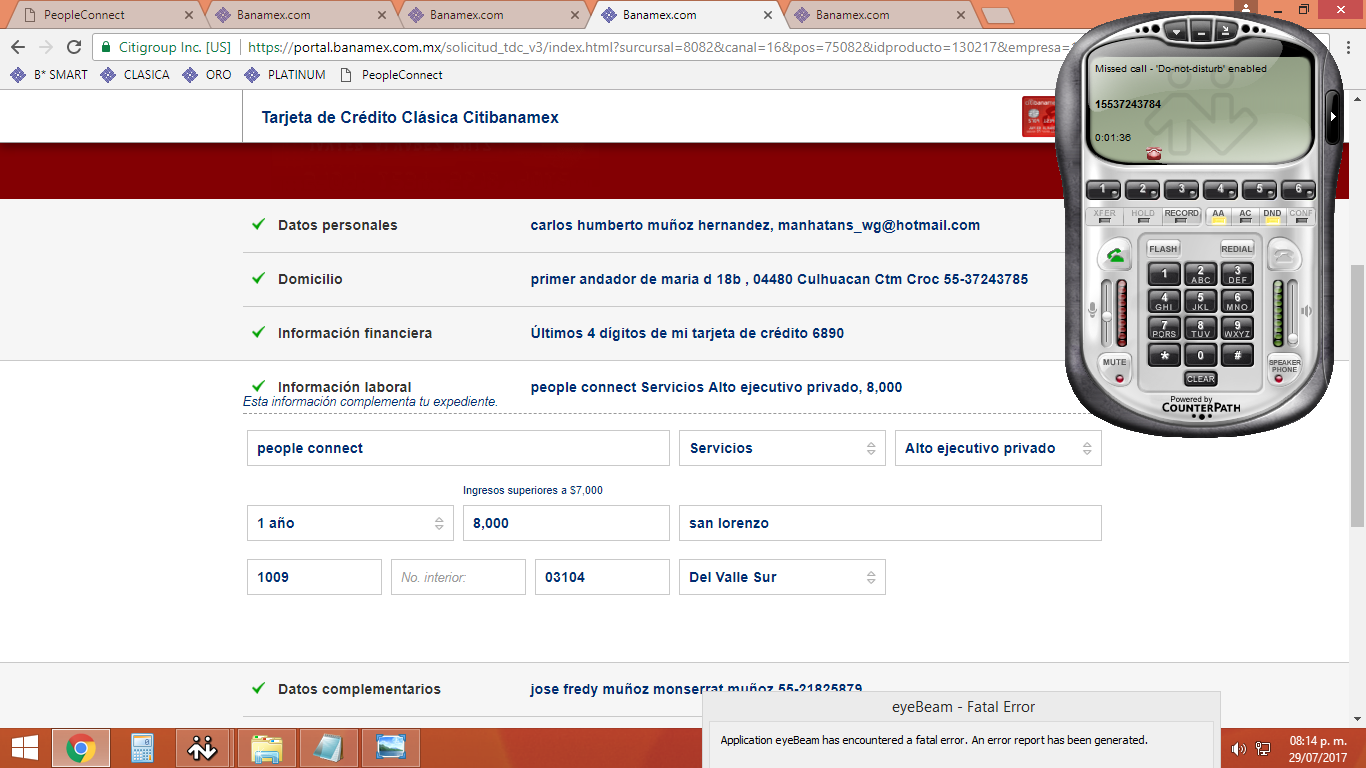 PeopleConnect
Banamex.com
Banamex.com
Banamex.com
Banamex.com
Citigroup Inc. [US]
https://portal.banamex.com.mx/solicitud_tdc_v3/index.html?surcursal=8082&canal=16&pos=75082&idproducto=130217&empresa=
B* SMART
CLASICA
ORO
PLATINUM
PeopleConnect
Tarjeta de Crédito Clásica Citibanamex
citibanamex
Datos personales
carlos humberto muñoz hernandez, manhatans_wg@hotmail.com
Domicilio
primer andador de maria d 18b , 04480 Culhuacan Ctm Croc 55-37243785
Información financiera
Últimos 4 dígitos de mi tarjeta de crédito 6890
Información laboral
people connect Servicios Alto ejecutivo privado, 8,000
Esta información complementa tu expediente.
people connect
Servicios
Alto ejecutivo privado
Ingresos superiores a $7,000
1 año
8,000
san lorenzo
1009
No. interior:
03104
Del Valle Sur
Datos complementarios
jose fredy muñoz monserrat muñoz 55-21825879
Missed call - 'Do-not-disturb' enabled
15537243784
0:01:36
1 2 3 4 5 6
XFER HOLD RECORD AA AC DND CONF
FLASH
REDIAL
1
2 ABC
3 DEF
4 GHI
5 JKL
6 MNO
7 PQRS
8 TUV
9 WXYZ
* 0 #
MUTE
CLEAR
SPEAKER PHONE
Powered by
COUNTERPATH
eyeBeam - Fatal Error
Application eyeBeam has encountered a fatal error. An error report has been generated.
08:14 p. m.
29/07/2017